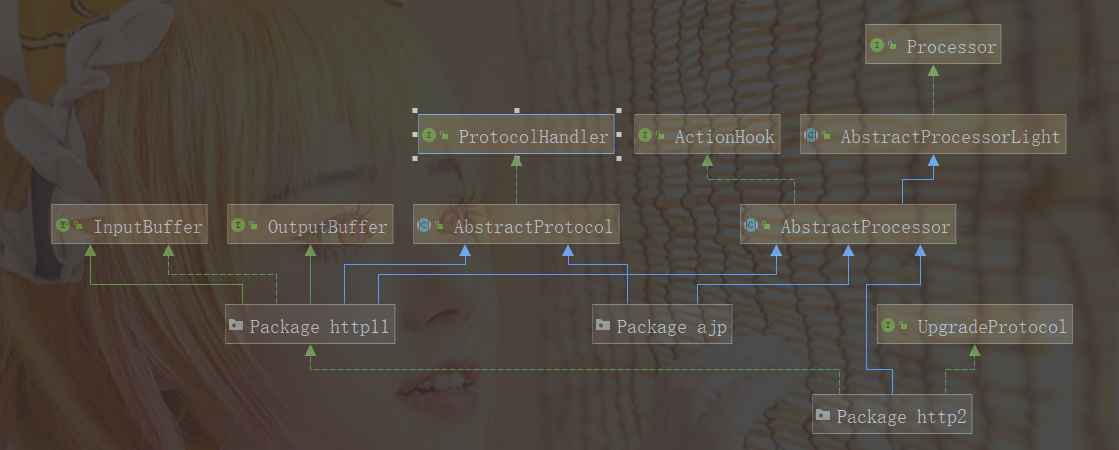 Processor
ProtocolHandler
ActionHook
AbstractProcessorLight
InputBuffer
OutputBuffer
AbstractProtocol
AbstractProcessor
Package http11
Package ajp
UpgradeProtocol
Package http2